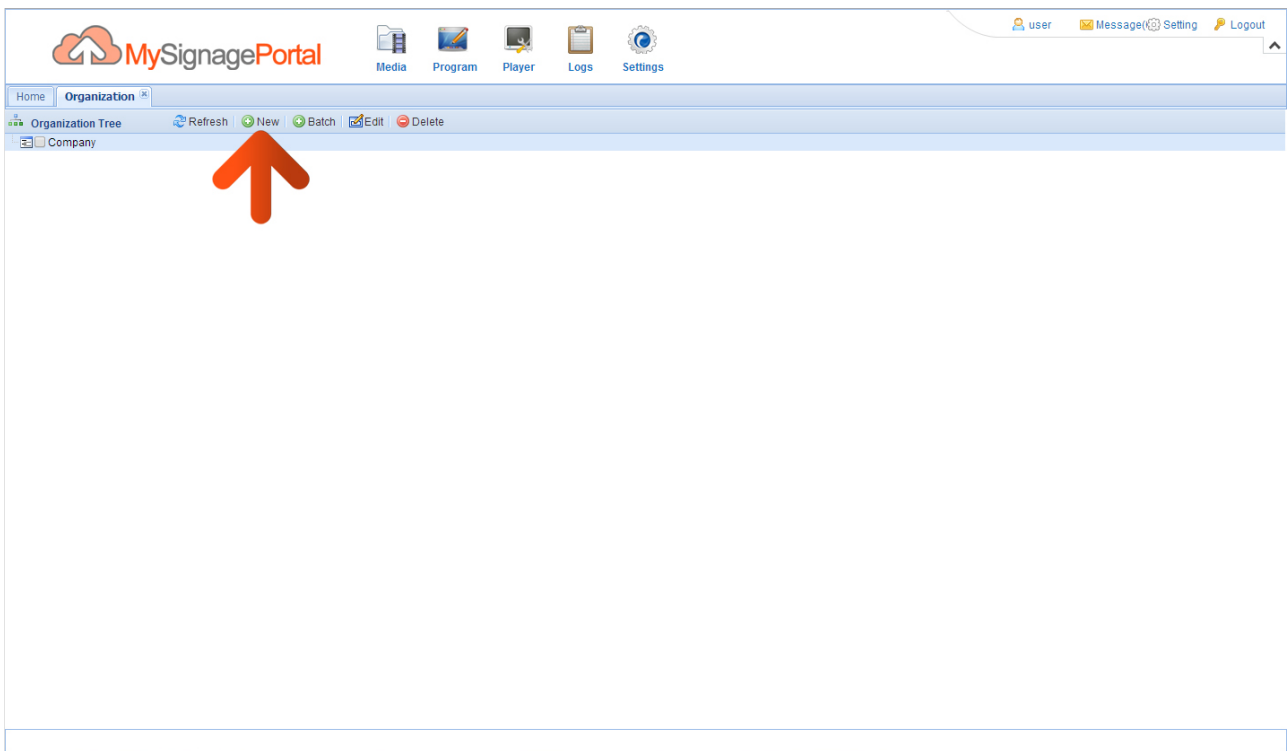 user Message( Setting Logout
MySignagePortal
Media Program Player Logs Settings
Home Organization
Organization Tree Refresh New Batch Edit Delete
Company